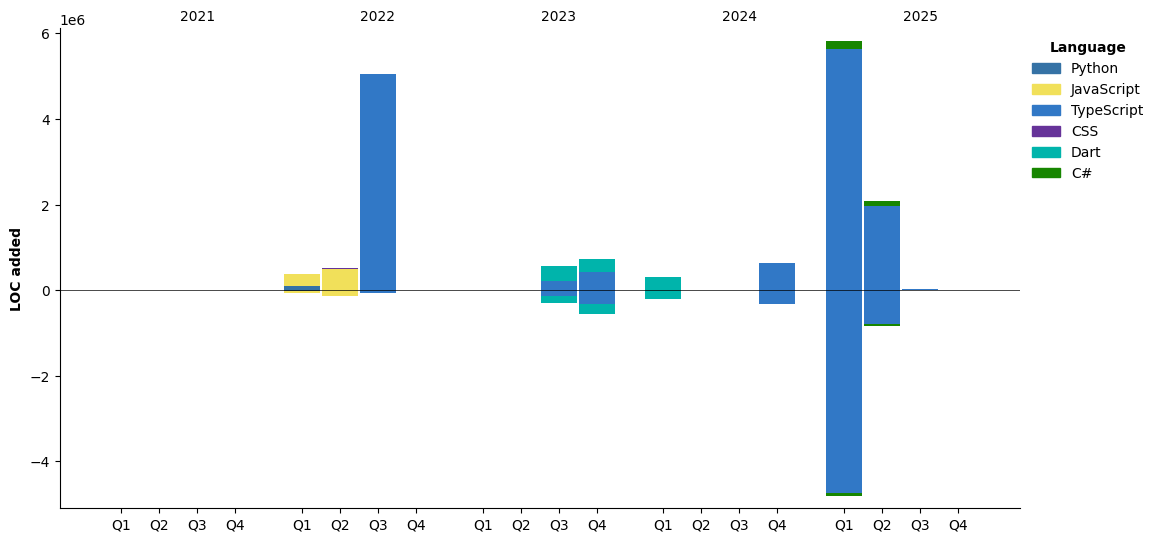 2021 2022 2023 2024 2025
1e6
6
4
2
0
−2
−4
LOC added
Q1 Q2 Q3 Q4 Q1 Q2 Q3 Q4 Q1 Q2 Q3 Q4 Q1 Q2 Q3 Q4 Q1 Q2 Q3 Q4
Language
Python
JavaScript
TypeScript
CSS
Dart
C#